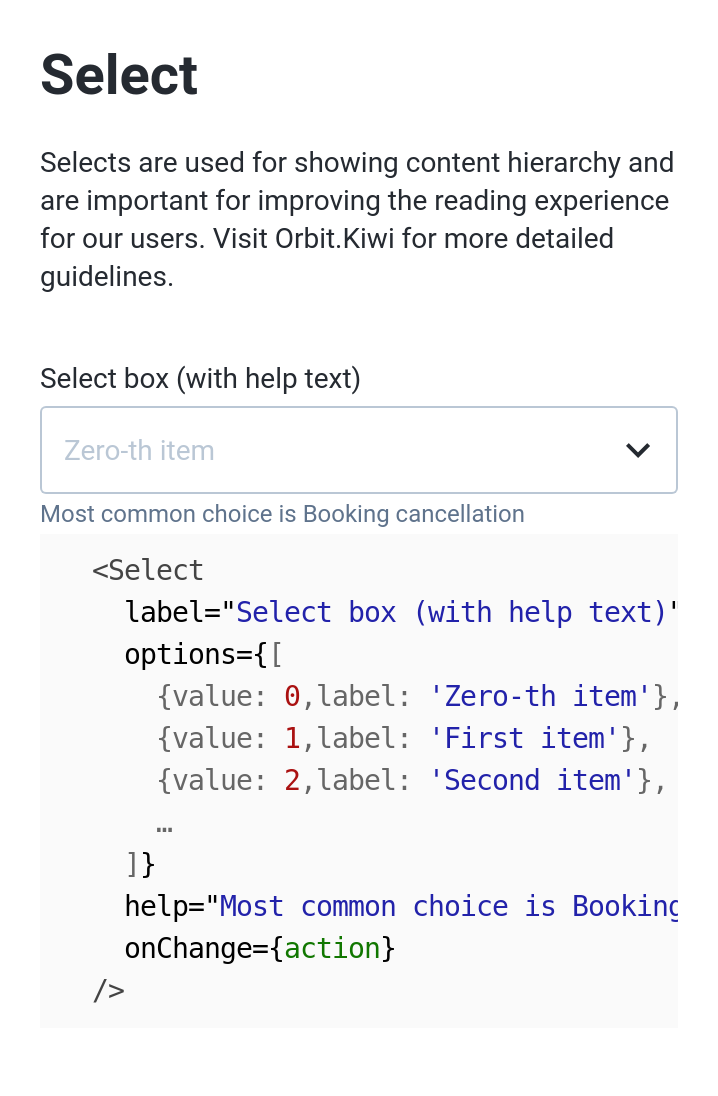 Select
Selects are used for showing content hierarchy and
are important for improving the reading experience
for our users. Visit Orbit.Kiwi for more detailed
guidelines.
Select box (with help text)
Zero-th item
Most common choice is Booking cancellation
<Select
label="Select box (with help text)"
options={[
{value: 0,label: 'Zero-th item'},
{value: 1,label: 'First item'},
{value: 2,label: 'Second item'},
…
]}
help="Most common choice is Booking
onChange={action}
/>